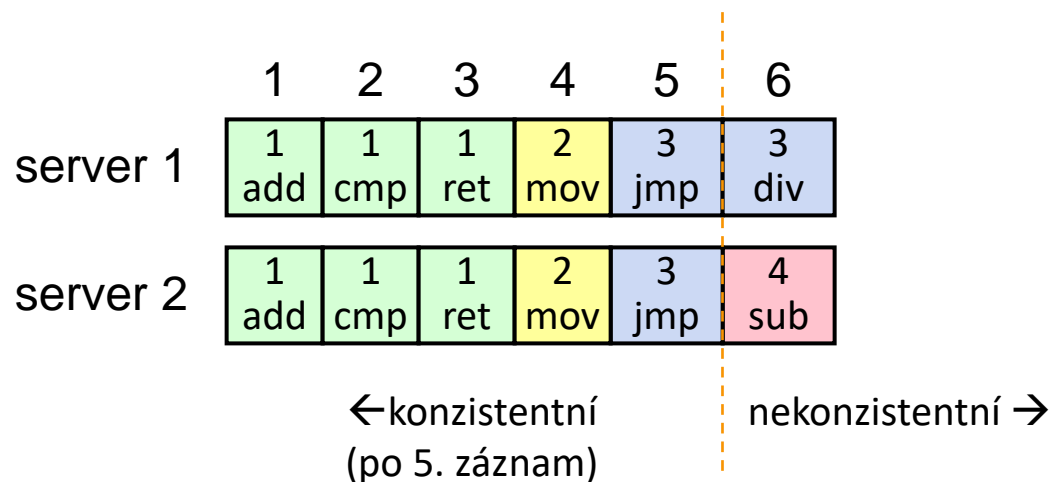 1 2 3 4 5 6
server 1
1 1 1 2 3 3
add cmp ret mov jmp div
server 2
1 1 1 2 3 4
add cmp ret mov jmp sub
←konzistentní nekonzistentní →
(po 5. záznam)